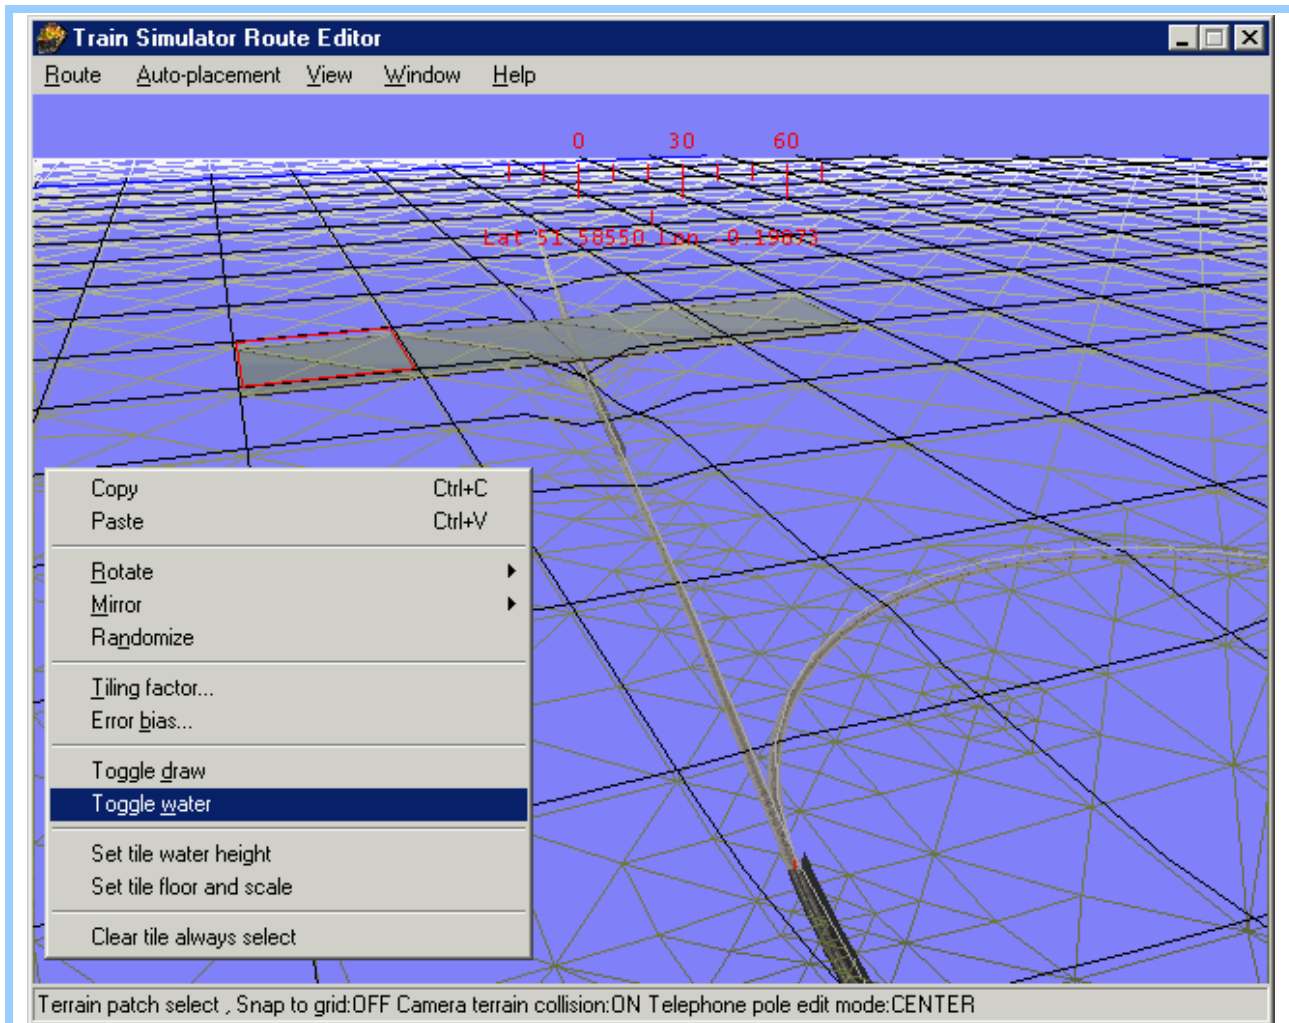 Train Simulator Route Editor
Route Auto-placement View Window Help
0 30 60
Lat 51.58550 Lon -0.19873
Copy Ctrl+C
Paste Ctrl+V
Rotate
Mirror
Randomize
Tiling factor...
Error bias...
Toggle draw
Toggle water
Set tile water height
Set tile floor and scale
Clear tile always select
Terrain patch select , Snap to grid:OFF Camera terrain collision:ON Telephone pole edit mode:CENTER